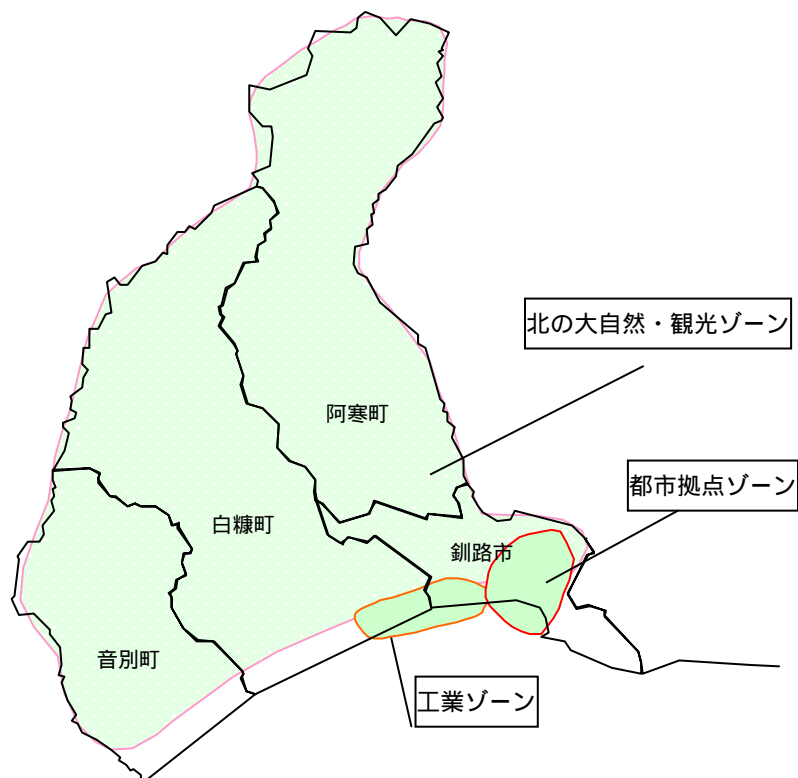 北の大自然・観光ゾーン
阿寒町
都市拠点ゾーン
白糠町
釧路市
音別町
工業ゾーン